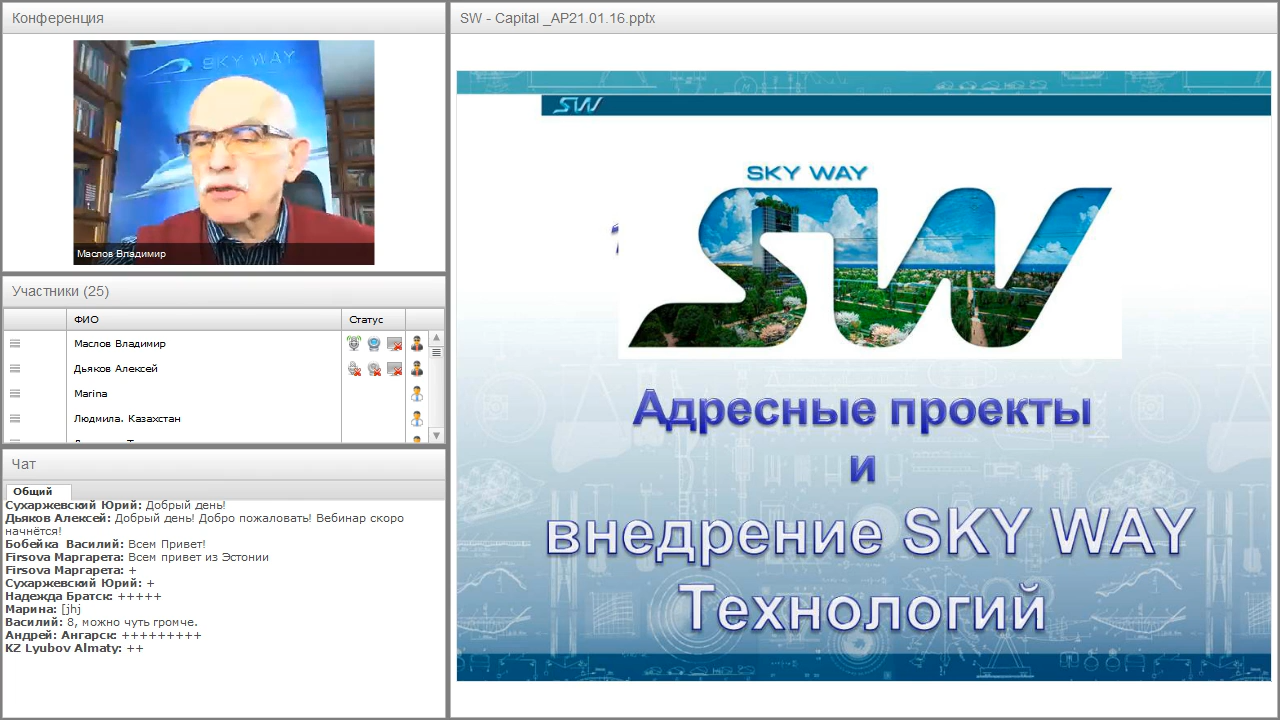 Конференция
SKY WAY
Маслов Владимир
Участники (25)
ФИО
Статус
Маслов Владимир
Дьяков Алексей
Marina
Людмила. Казахстан
Чат
Общий
Сухаржевский Юрий: Добрый день!
Дьяков Алексей: Добрый день! Добро пожаловать! Вебинар скоро
начнётся!
Бобейка Василий: Всем Привет!
Firsova Маргарета: Всем привет из Эстонии
Firsova Маргарета: +
Сухаржевский Юрий: +
Надежда Братск: +++++
Марина: [jhj
Василий: 8, можно чуть громче.
Андрей: Ангарск: +++++++++
KZ Lyubov Almaty: ++
SW - Capital _AP21.01.16.pptx
SW
SKY WAY
SW
Адресные проекты
и
внедрение SKY WAY
Технологий